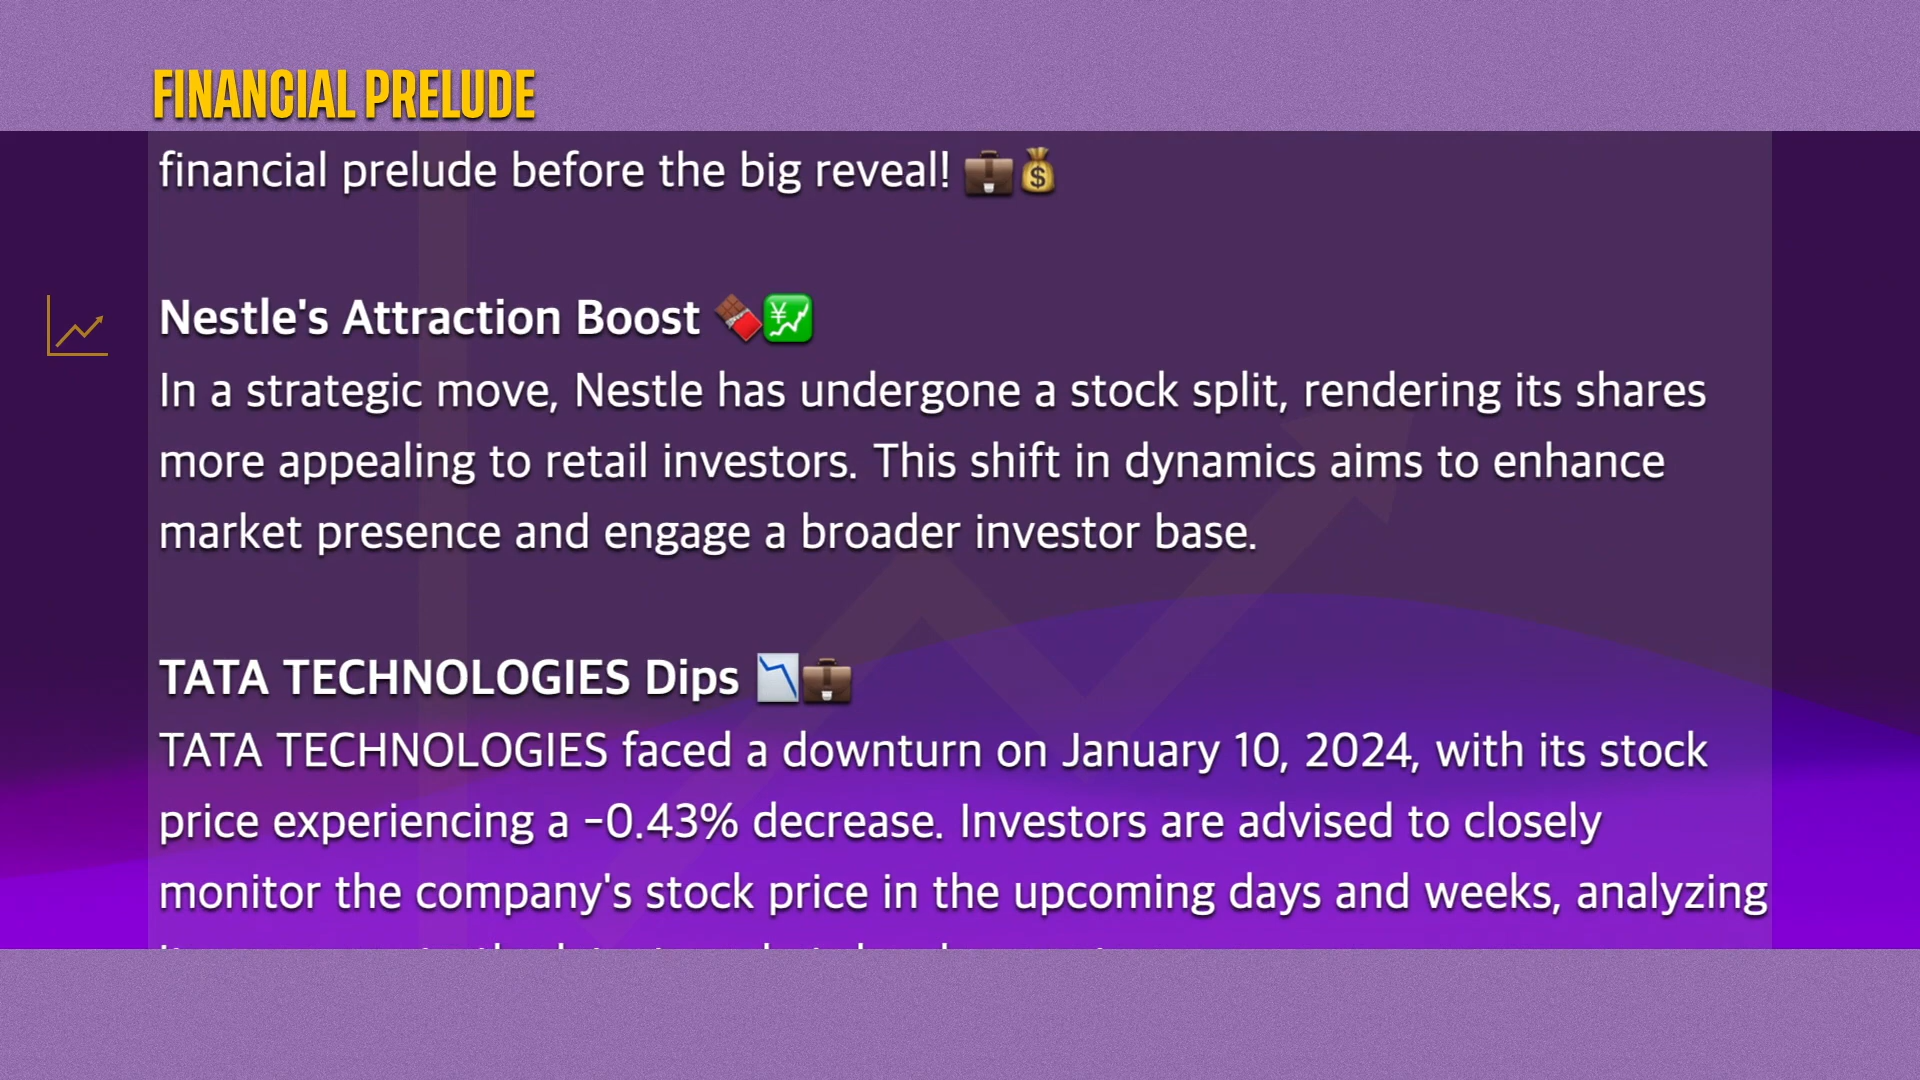 FINANCIAL PRELUDE
financial prelude before the big reveal! 💼💰
Nestle's Attraction Boost 🍫💹
In a strategic move, Nestle has undergone a stock split, rendering its shares
more appealing to retail investors. This shift in dynamics aims to enhance
market presence and engage a broader investor base.
TATA TECHNOLOGIES Dips 📉💼
TATA TECHNOLOGIES faced a downturn on January 10, 2024, with its stock
price experiencing a -0.43% decrease. Investors are advised to closely
monitor the company's stock price in the upcoming days and weeks, analyzing